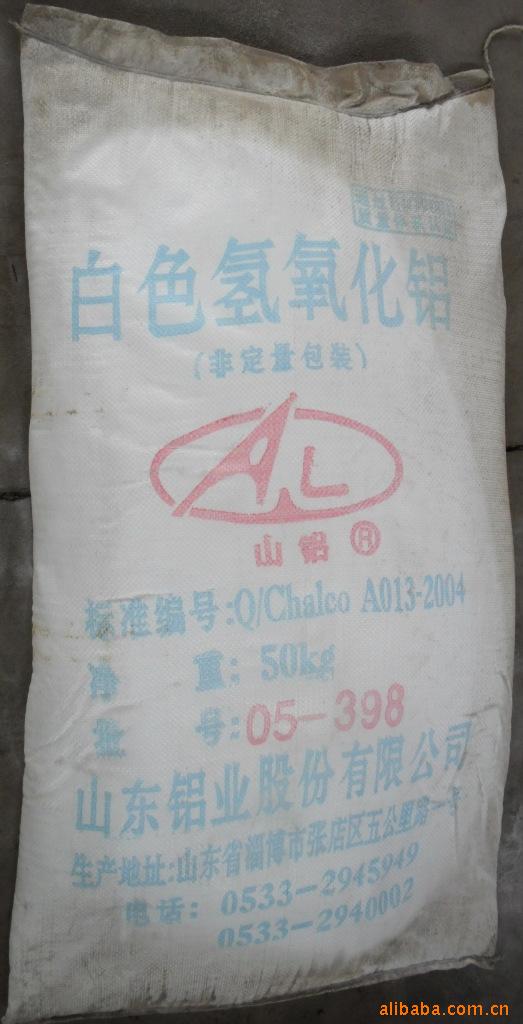 白色氢氧化铝
(非定量包装)
AL
山铝®
标准编号:Q/Chalco A013-2004
净 重: 50kg
批 号:05-398
山东铝业股份有限公司
生产地址:山东省淄博市张店区五公里路一号
电话: 0533-2945949
0533-2940002
alibaba.com.cn